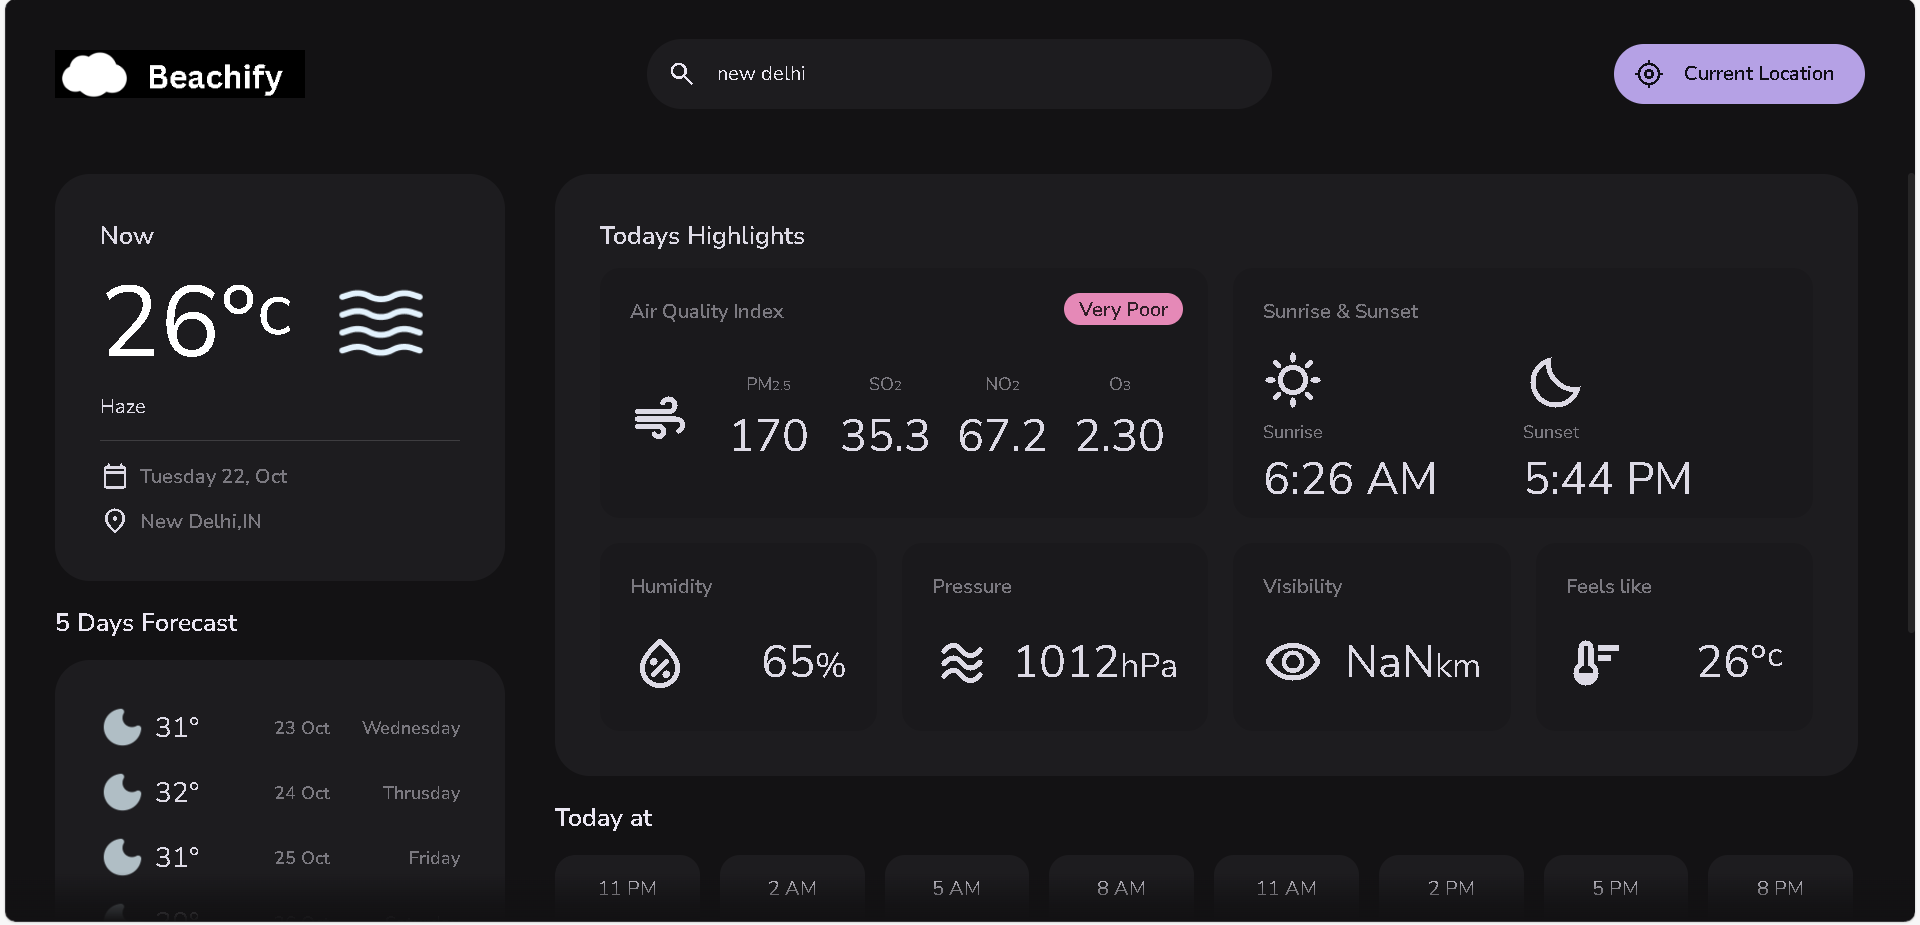 Beachify
new delhi
Current Location
Now
26°c
Haze
Tuesday 22, Oct
New Delhi,IN
5 Days Forecast
31° 23 Oct Wednesday
32° 24 Oct Thrusday
31° 25 Oct Friday
Todays Highlights
Air Quality Index Very Poor
PM2.5 SO2 NO2 O3
170 35.3 67.2 2.30
Sunrise & Sunset
Sunrise Sunset
6:26 AM 5:44 PM
Humidity
65%
Pressure
1012hPa
Visibility
NaNkm
Feels like
26°c
Today at
11 PM 2 AM 5 AM 8 AM 11 AM 2 PM 5 PM 8 PM